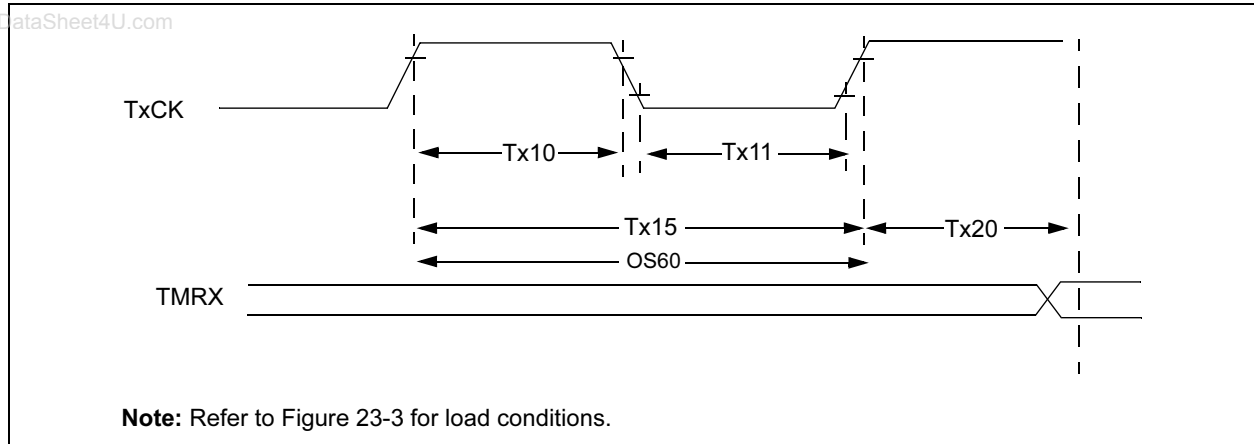 DataSheet4U.com
TxCK
Tx10
Tx11
Tx15
Tx20
OS60
TMRX
Note: Refer to Figure 23-3 for load conditions.